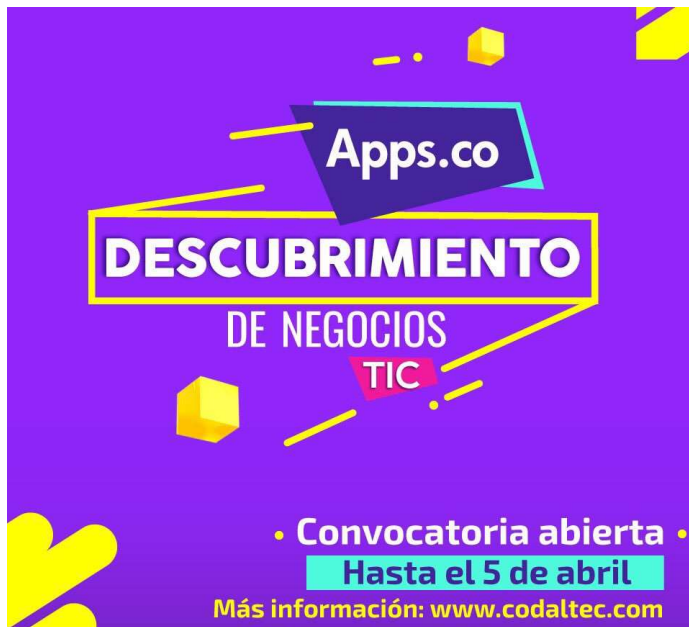 Apps.co
DESCUBRIMIENTO
DE NEGOCIOS
TIC
• Convocatoria abierta •
Hasta el 5 de abril
Más información: www.codaltec.com